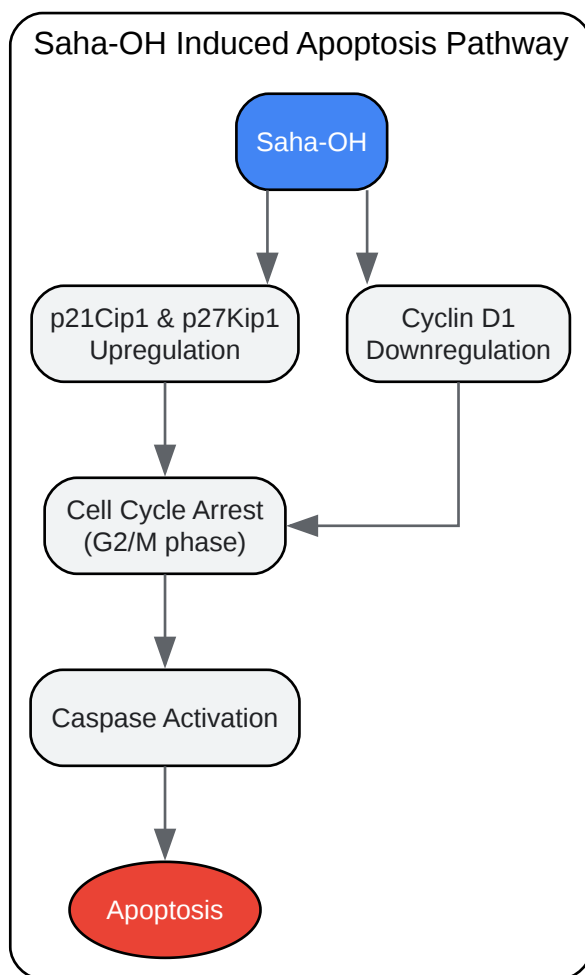 Saha-OH Induced Apoptosis Pathway
Saha-OH
p21Cip1 & p27Kip1
Upregulation
Cyclin D1
Downregulation
Cell Cycle Arrest
(G2/M phase)
Caspase Activation
Apoptosis